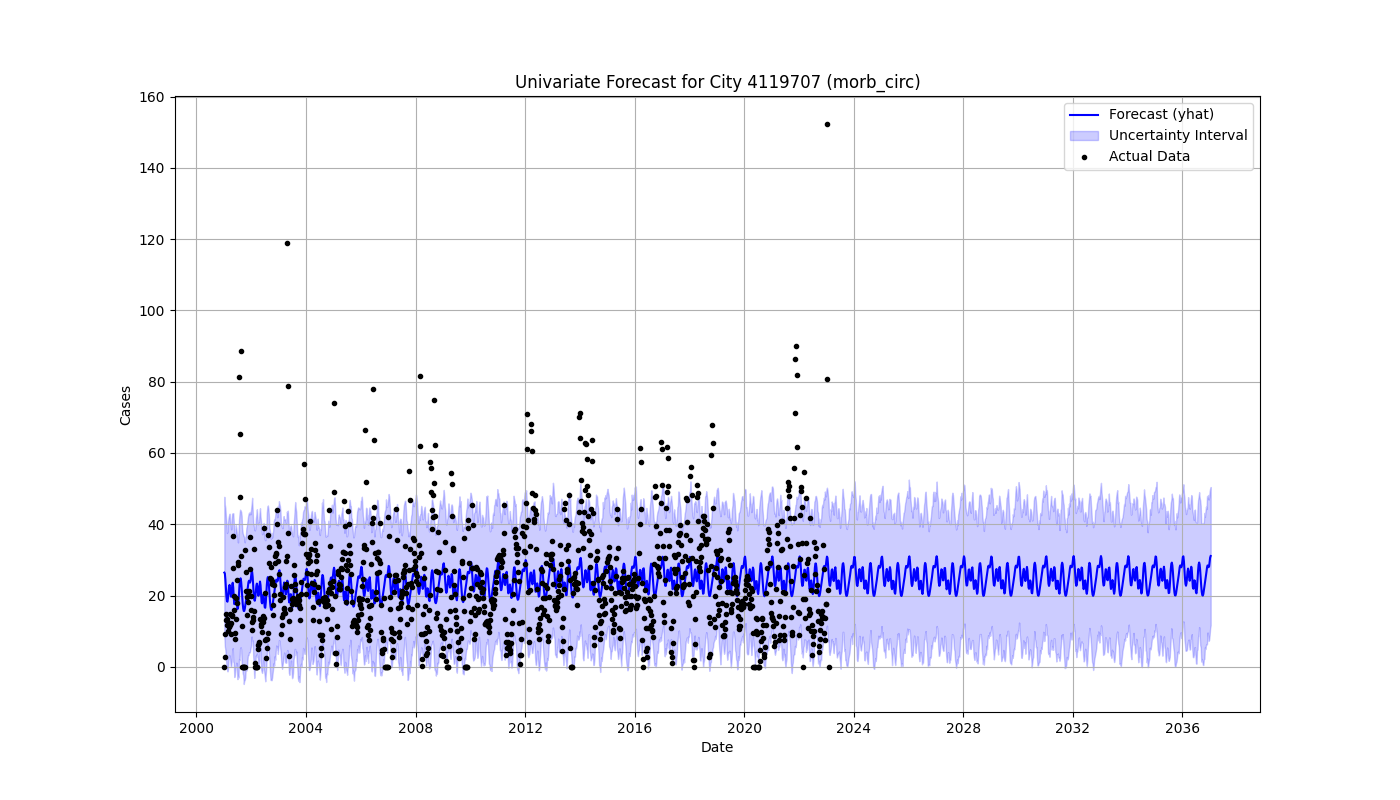 Univariate Forecast for City 4119707 (morb_circ)
Forecast (yhat)
Uncertainty Interval
Actual Data
Cases
160
140
120
100
80
60
40
20
0
2000 2004 2008 2012 2016 2020 2024 2028 2032 2036
Date